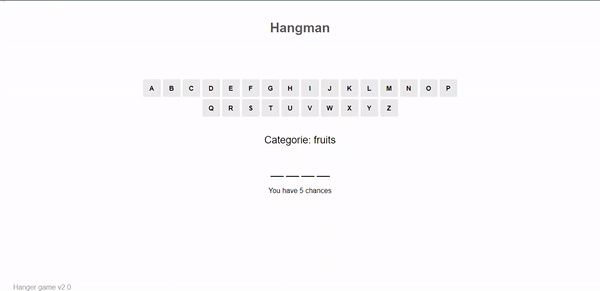 Hangman
A B C D E F G H I J K L M N O P
Q R S T U V W X Y Z
Categorie: fruits
You have 5 chances
Hanger game v2.0